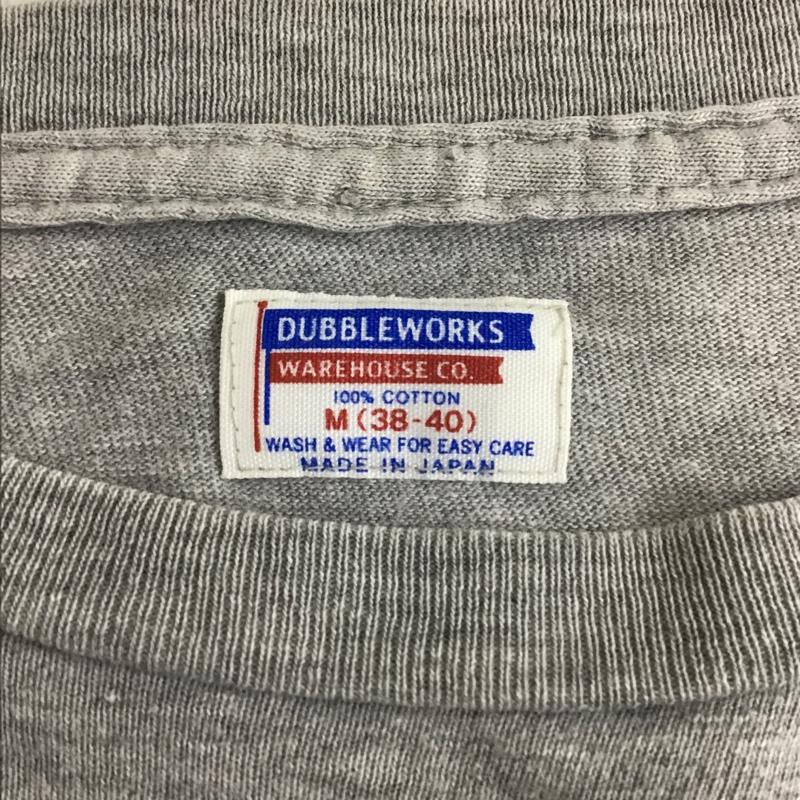 DUBBLEWORKS
WAREHOUSE CO.
100% COTTON
M (38-40)
WASH & WEAR FOR EASY CARE
MADE IN JAPAN